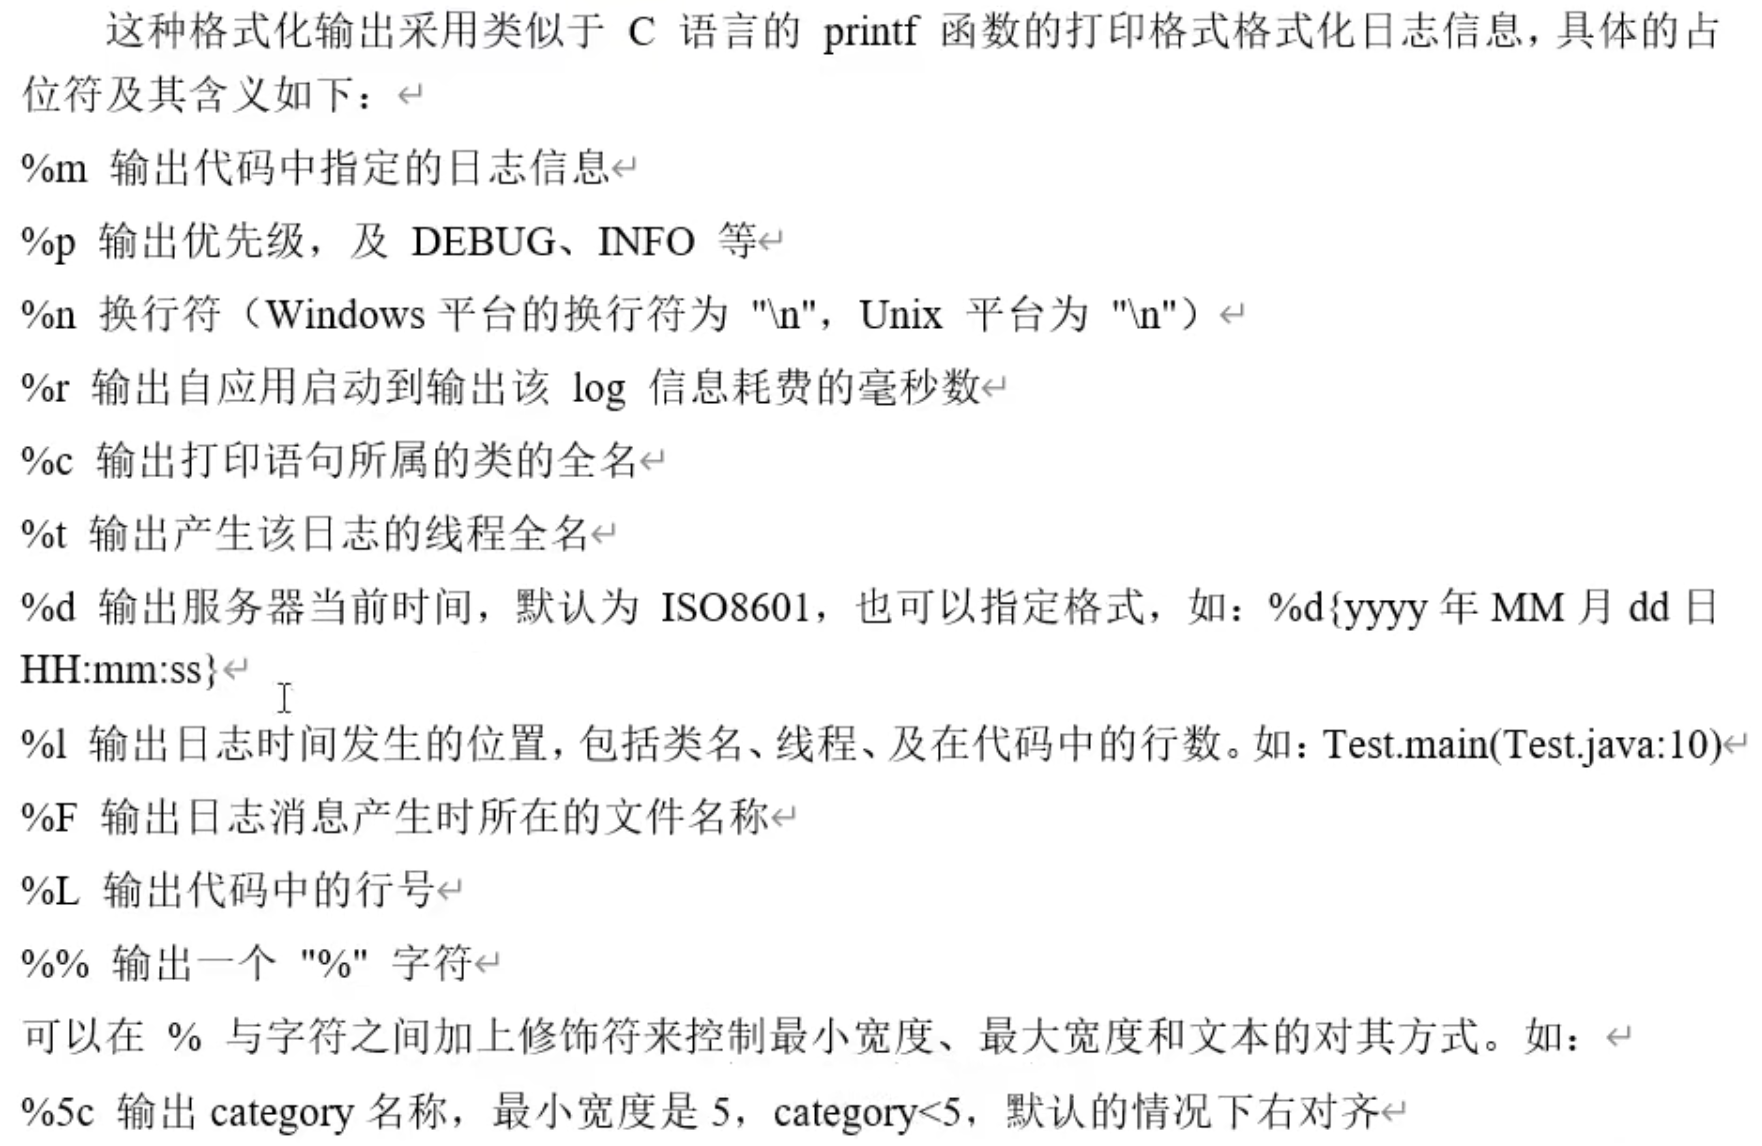 这种格式化输出采用类似于 C 语言的 printf 函数的打印格式格式化日志信息，具体的占
位符及其含义如下：↵
%m 输出代码中指定的日志信息↵
%p 输出优先级，及 DEBUG、INFO 等↵
%n 换行符（Windows 平台的换行符为 "\n"，Unix 平台为 "\n"）↵
%r 输出自应用启动到输出该 log 信息耗费的毫秒数↵
%c 输出打印语句所属的类的全名↵
%t 输出产生该日志的线程全名↵
%d 输出服务器当前时间，默认为 ISO8601，也可以指定格式，如：%d{yyyy 年 MM 月 dd 日
HH:mm:ss}↵
%l 输出日志时间发生的位置，包括类名、线程、及在代码中的行数。如：Test.main(Test.java:10)↵
%F 输出日志消息产生时所在的文件名称↵
%L 输出代码中的行号↵
%% 输出一个 "%" 字符↵
可以在 % 与字符之间加上修饰符来控制最小宽度、最大宽度和文本的对其方式。如：↵
%5c 输出 category 名称，最小宽度是 5，category<5，默认的情况下右对齐↵